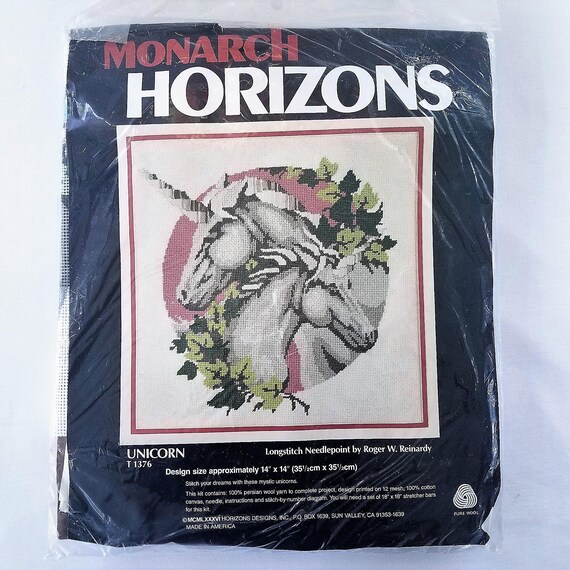 MONARCH
HORIZONS
UNICORN
T 1376
Longstitch Needlepoint by Roger W. Reinardy
Design size approximately 14" x 14" (35½cm x 35½cm)
Stitch your dreams with these mystic unicorns.
This kit contains: 100% persian wool yarn to complete project, design printed on 12 mesh, 100% cotton
canvas, needle, instructions and stitch-by-number diagram. You will need a set of 18" x 18" stretcher bars
for this kit.
©MCMLXXXVI HORIZONS DESIGNS, INC., P.O. BOX 1639, SUN VALLEY, CA 91353-1639
MADE IN AMERICA
PURE WOOL